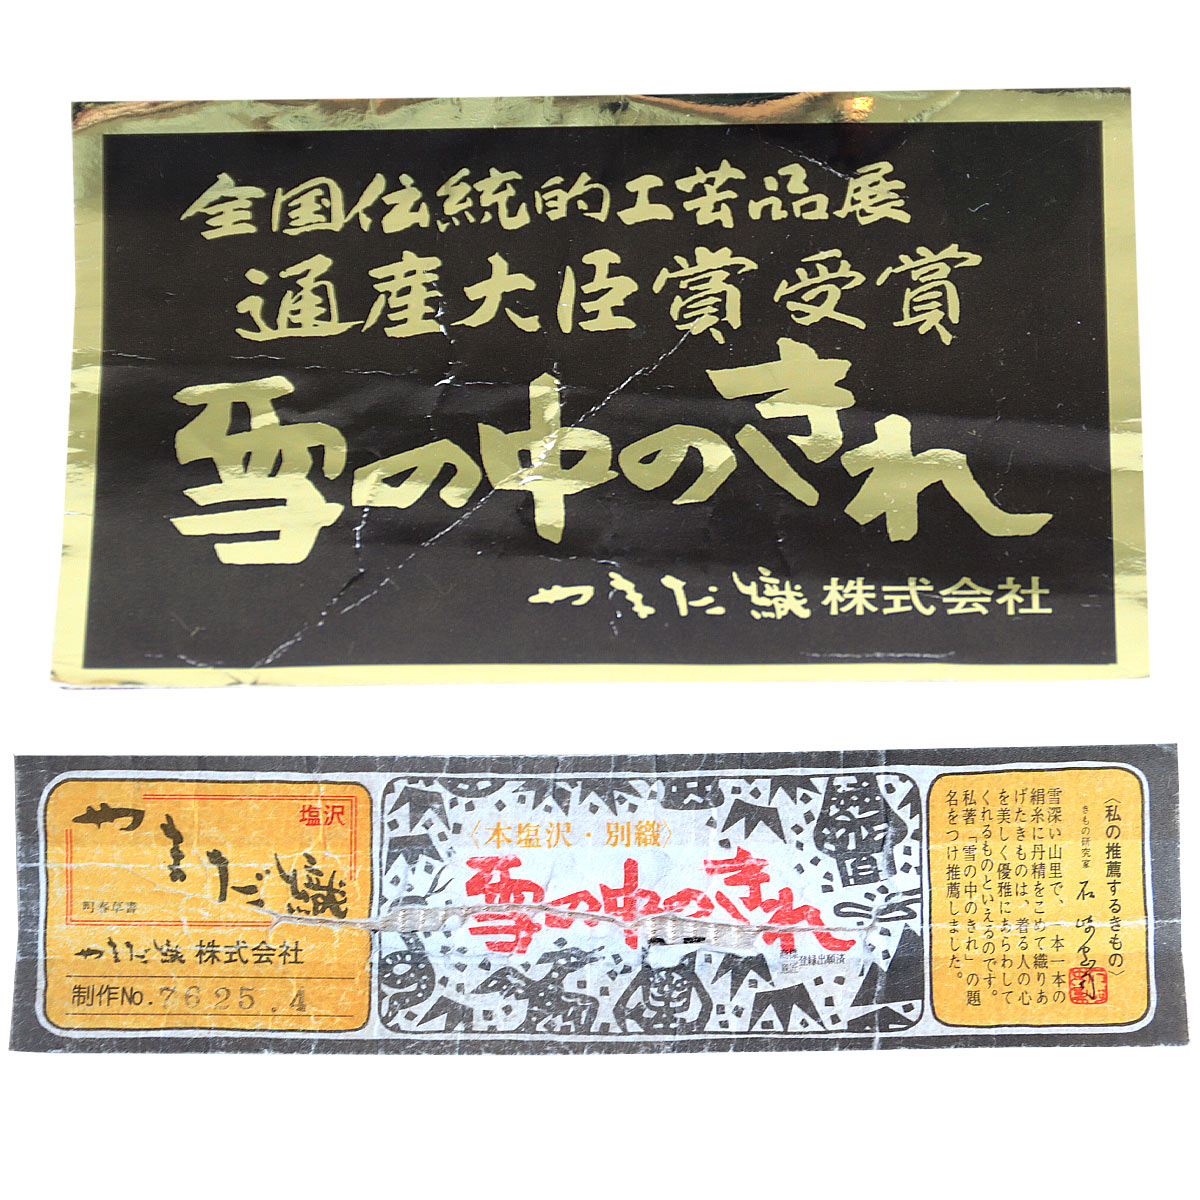 全国伝統的工芸品展
通産大臣賞受賞
雪の中のきれ
やまだ織株式会社
塩沢
やまだ織
やまだ織 株式会社
制作No.7625.4
〈本塩沢・別織〉
雪の中のきれ
登録出願済
〈私の推薦するきもの〉
きもの研究家
雪深い山里で、一本一本の
絹糸に丹精をこめて織りあ
げたきものは、着る人の心
を美しく優雅にあらわして
くれるものといえるのです。
私著「雪の中のきれ」の題
名をつけ推薦しました。